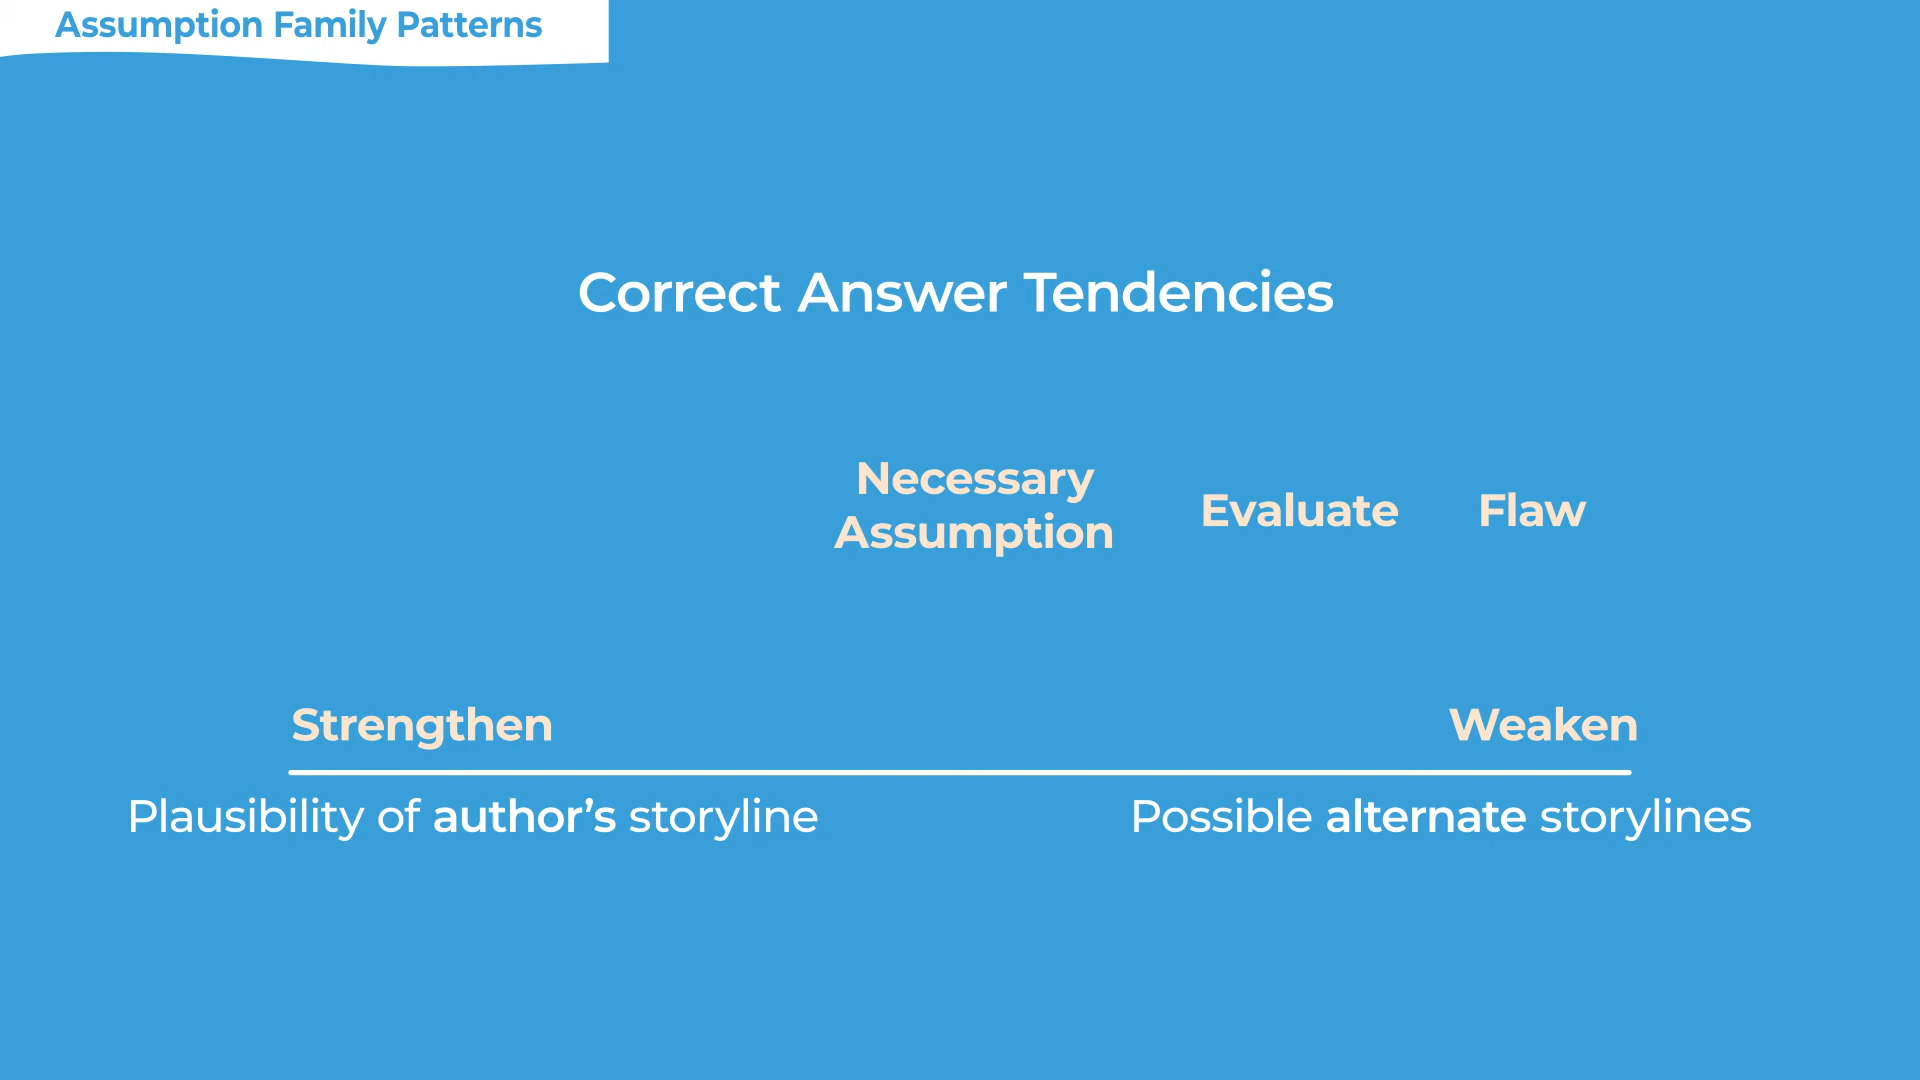 Assumption Family Patterns
Correct Answer Tendencies
Necessary
Assumption
Evaluate
Flaw
Strengthen
Weaken
Plausibility of author’s storyline
Possible alternate storylines